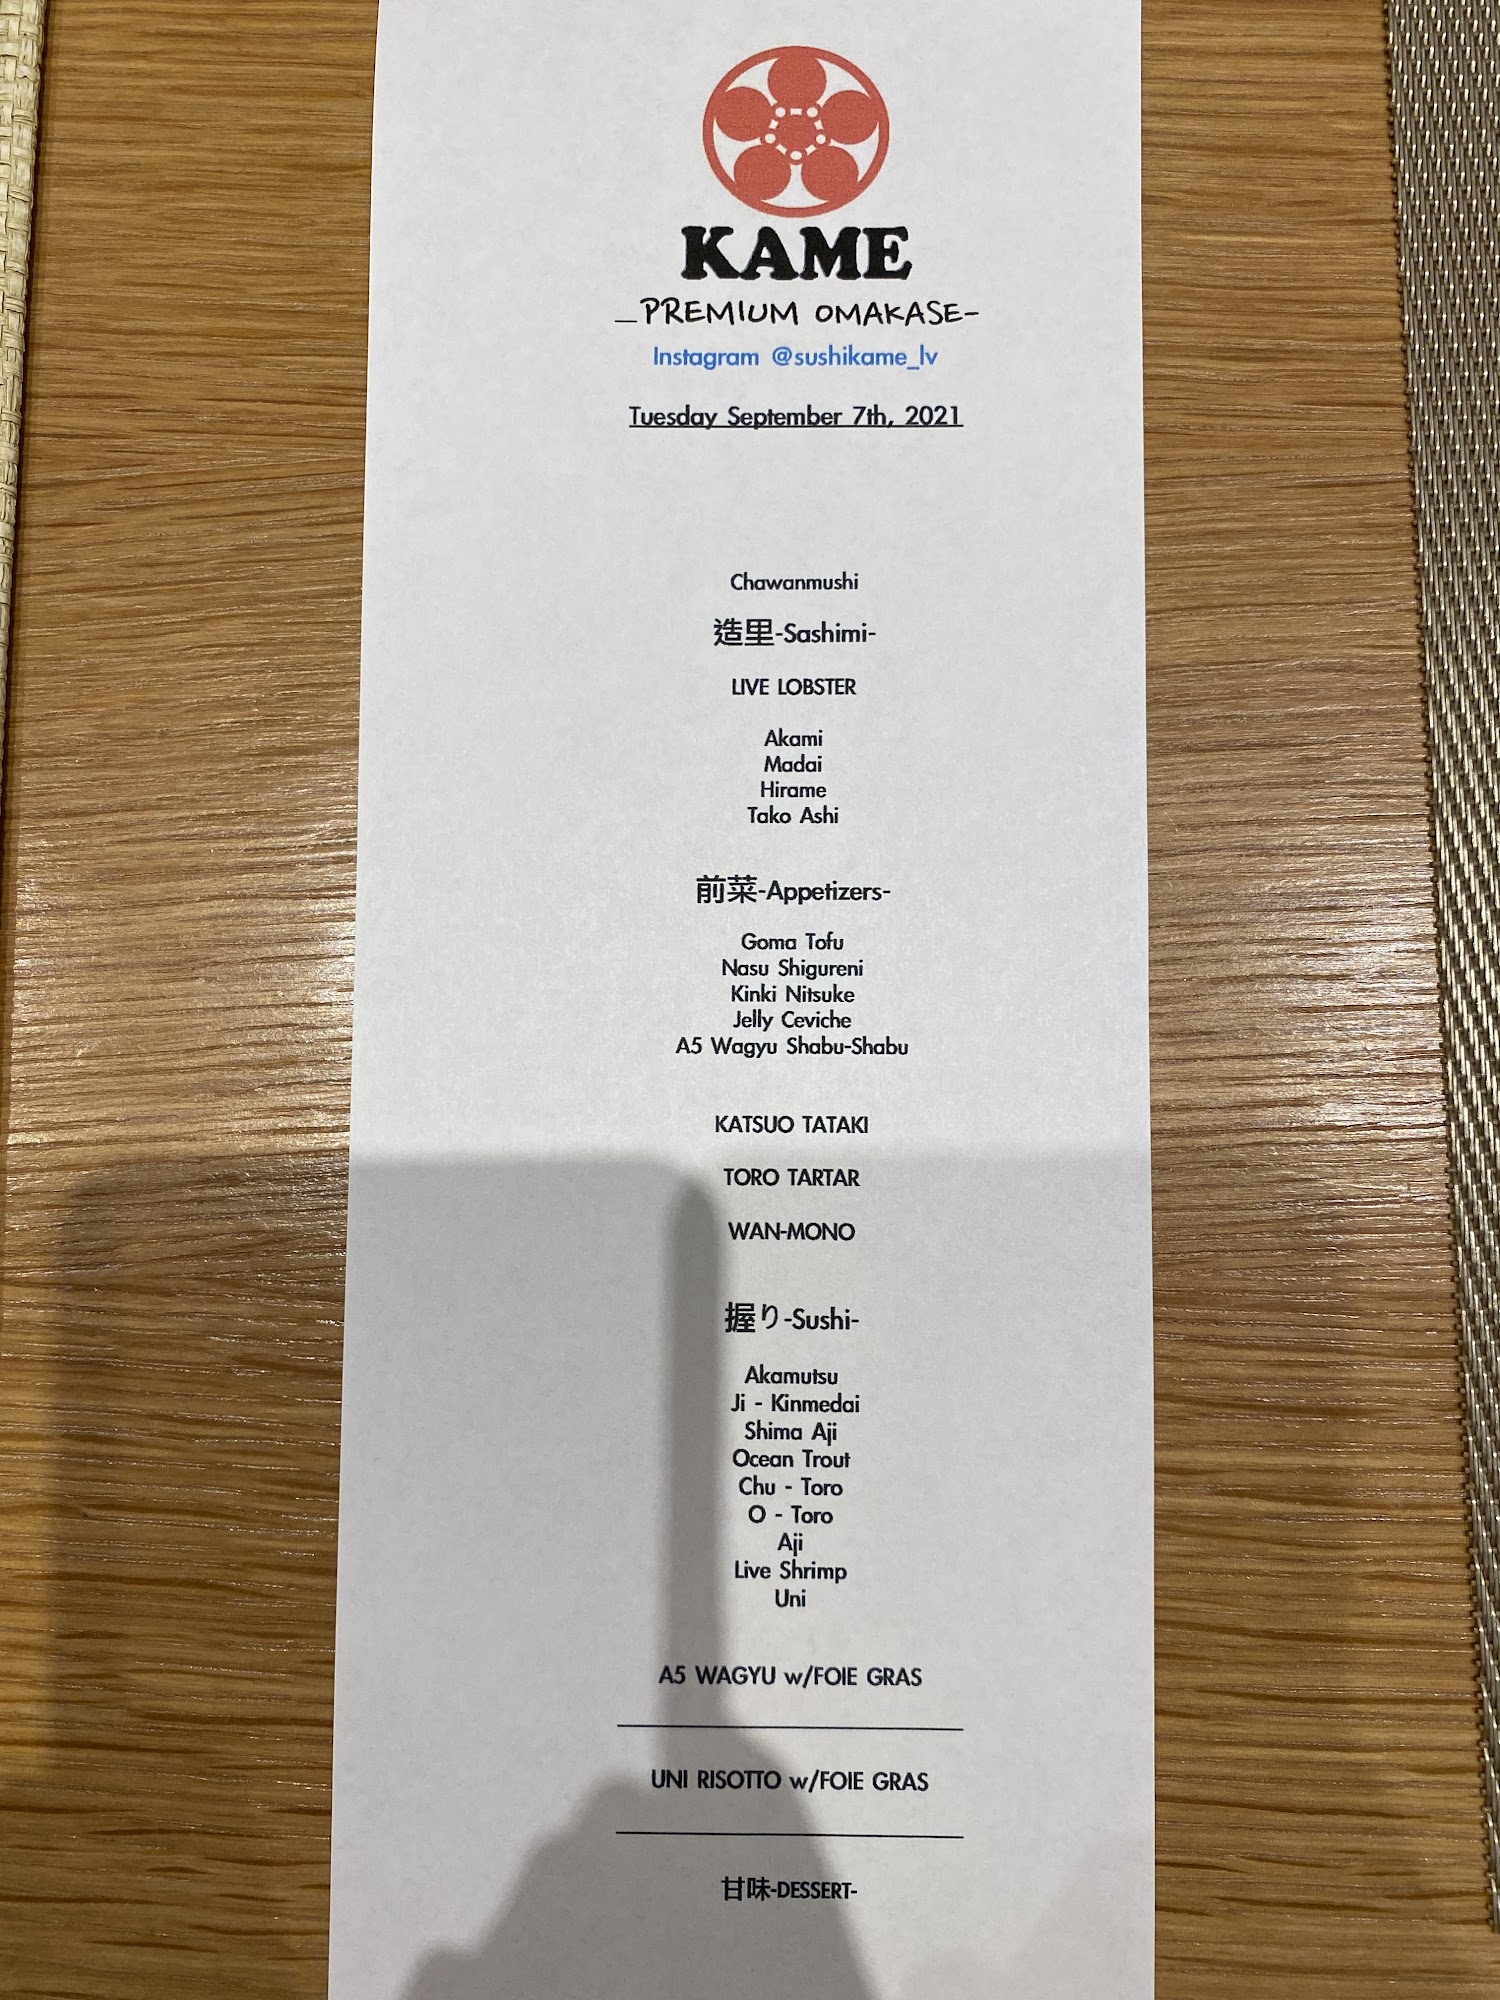 KAME
_PREMIUM OMAKASE-
Instagram @sushikame_lv
Tuesday September 7th, 2021
Chawanmushi
造里-Sashimi-
LIVE LOBSTER
Akami
Madai
Hirame
Tako Ashi
前菜-Appetizers-
Goma Tofu
Nasu Shigureni
Kinki Nitsuke
Jelly Ceviche
A5 Wagyu Shabu-Shabu
KATSUO TATAKI
TORO TARTAR
WAN-MONO
握り-Sushi-
Akamutsu
Ji - Kinmedai
Shima Aji
Ocean Trout
Chu - Toro
O - Toro
Aji
Live Shrimp
Uni
A5 WAGYU w/FOIE GRAS
UNI RISOTTO w/FOIE GRAS
甘味-DESSERT-